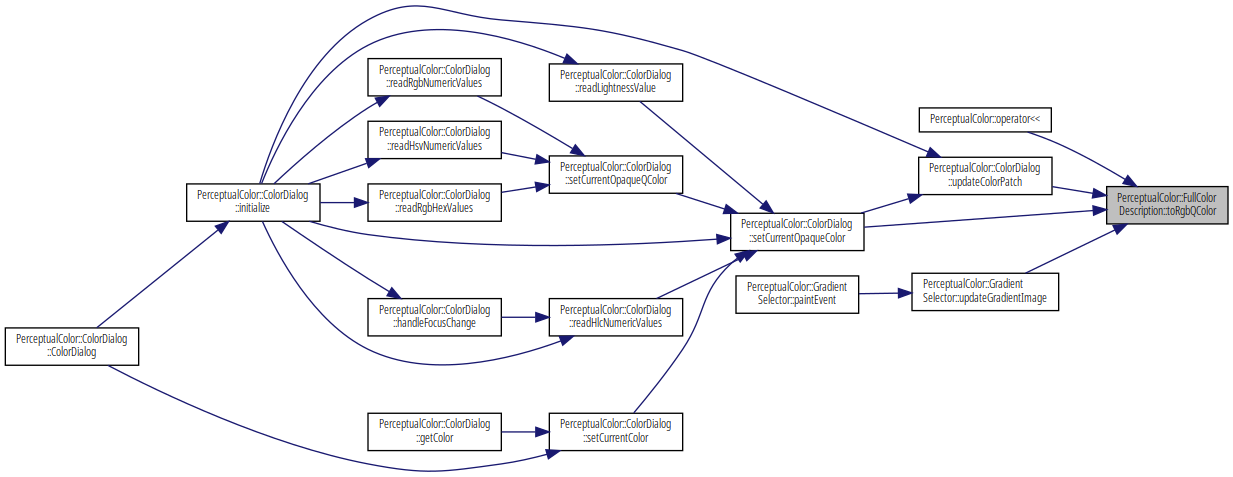 PerceptualColor::ColorDialog
::readRgbNumericValues
PerceptualColor::ColorDialog
::readLightnessValue
PerceptualColor::operator<<
PerceptualColor::ColorDialog
::readHsvNumericValues
PerceptualColor::ColorDialog
::setCurrentOpaqueQColor
PerceptualColor::ColorDialog
::updateColorPatch
PerceptualColor::ColorDialog
::initialize
PerceptualColor::ColorDialog
::readRgbHexValues
PerceptualColor::FullColor
Description::toRgbQColor
PerceptualColor::ColorDialog
::setCurrentOpaqueColor
PerceptualColor::Gradient
Selector::paintEvent
PerceptualColor::Gradient
Selector::updateGradientImage
PerceptualColor::ColorDialog
::handleFocusChange
PerceptualColor::ColorDialog
::readHlcNumericValues
PerceptualColor::ColorDialog
::ColorDialog
PerceptualColor::ColorDialog
::getColor
PerceptualColor::ColorDialog
::setCurrentColor